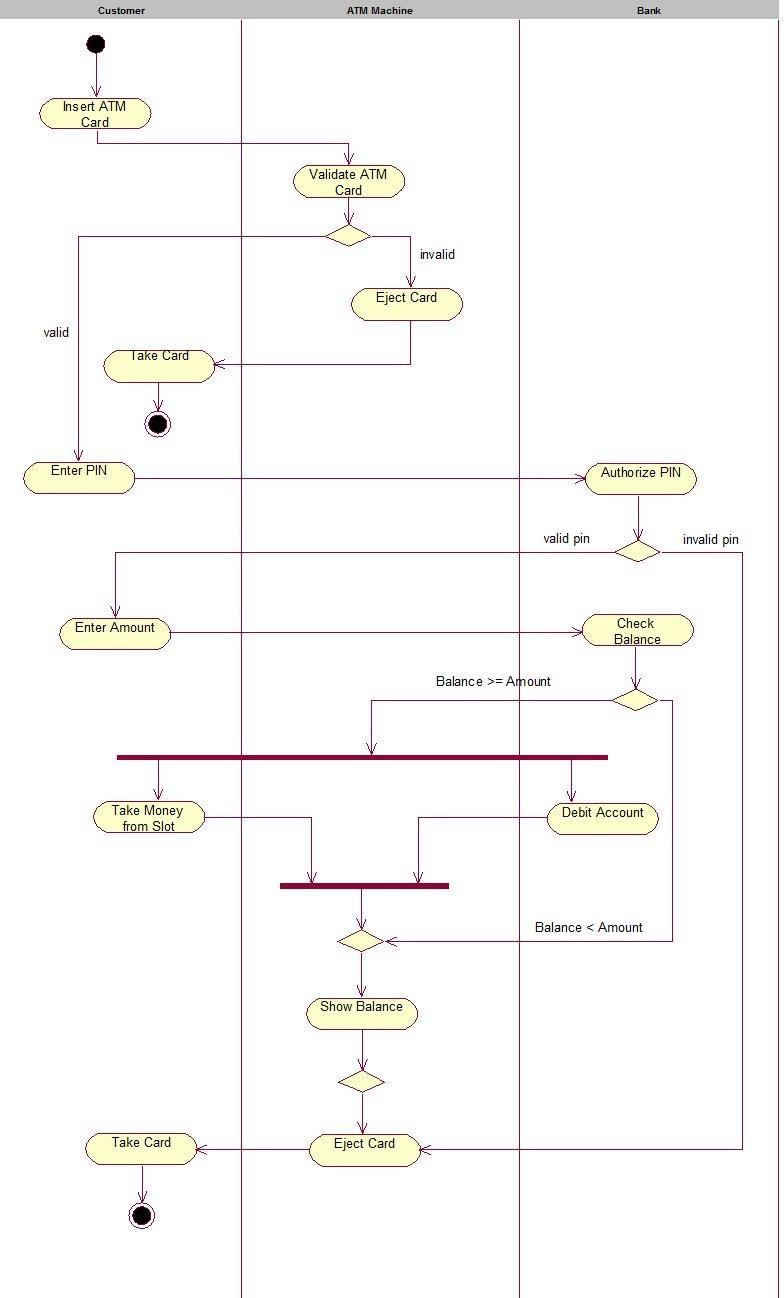 Customer
ATM Machine
Bank
Insert ATM
Card
Validate ATM
Card
invalid
Eject Card
valid
Take Card
Enter PIN
Authorize PIN
valid pin
invalid pin
Enter Amount
Check
Balance
Balance >= Amount
Take Money
from Slot
Debit Account
Balance < Amount
Show Balance
Take Card
Eject Card